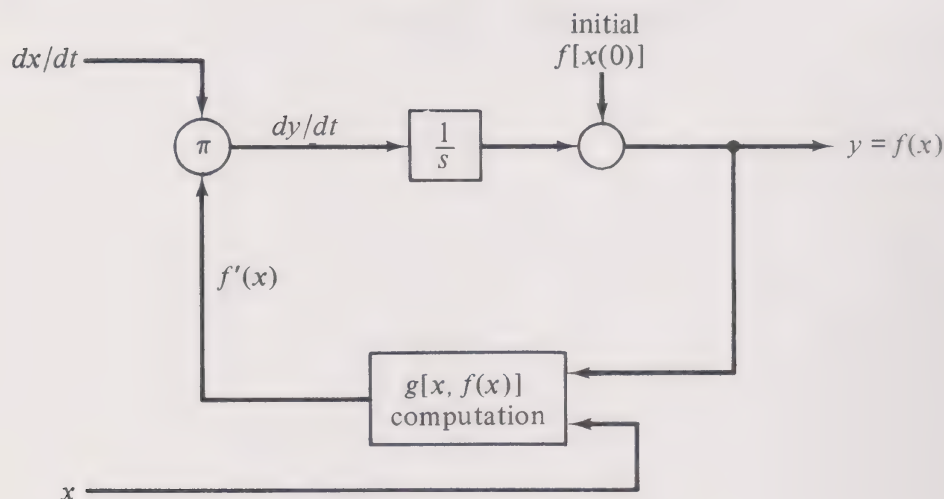 initial
f[x(0)]
dx/dt
π
dy/dt
1
s
y = f(x)
f'(x)
g[x, f(x)]
computation
x